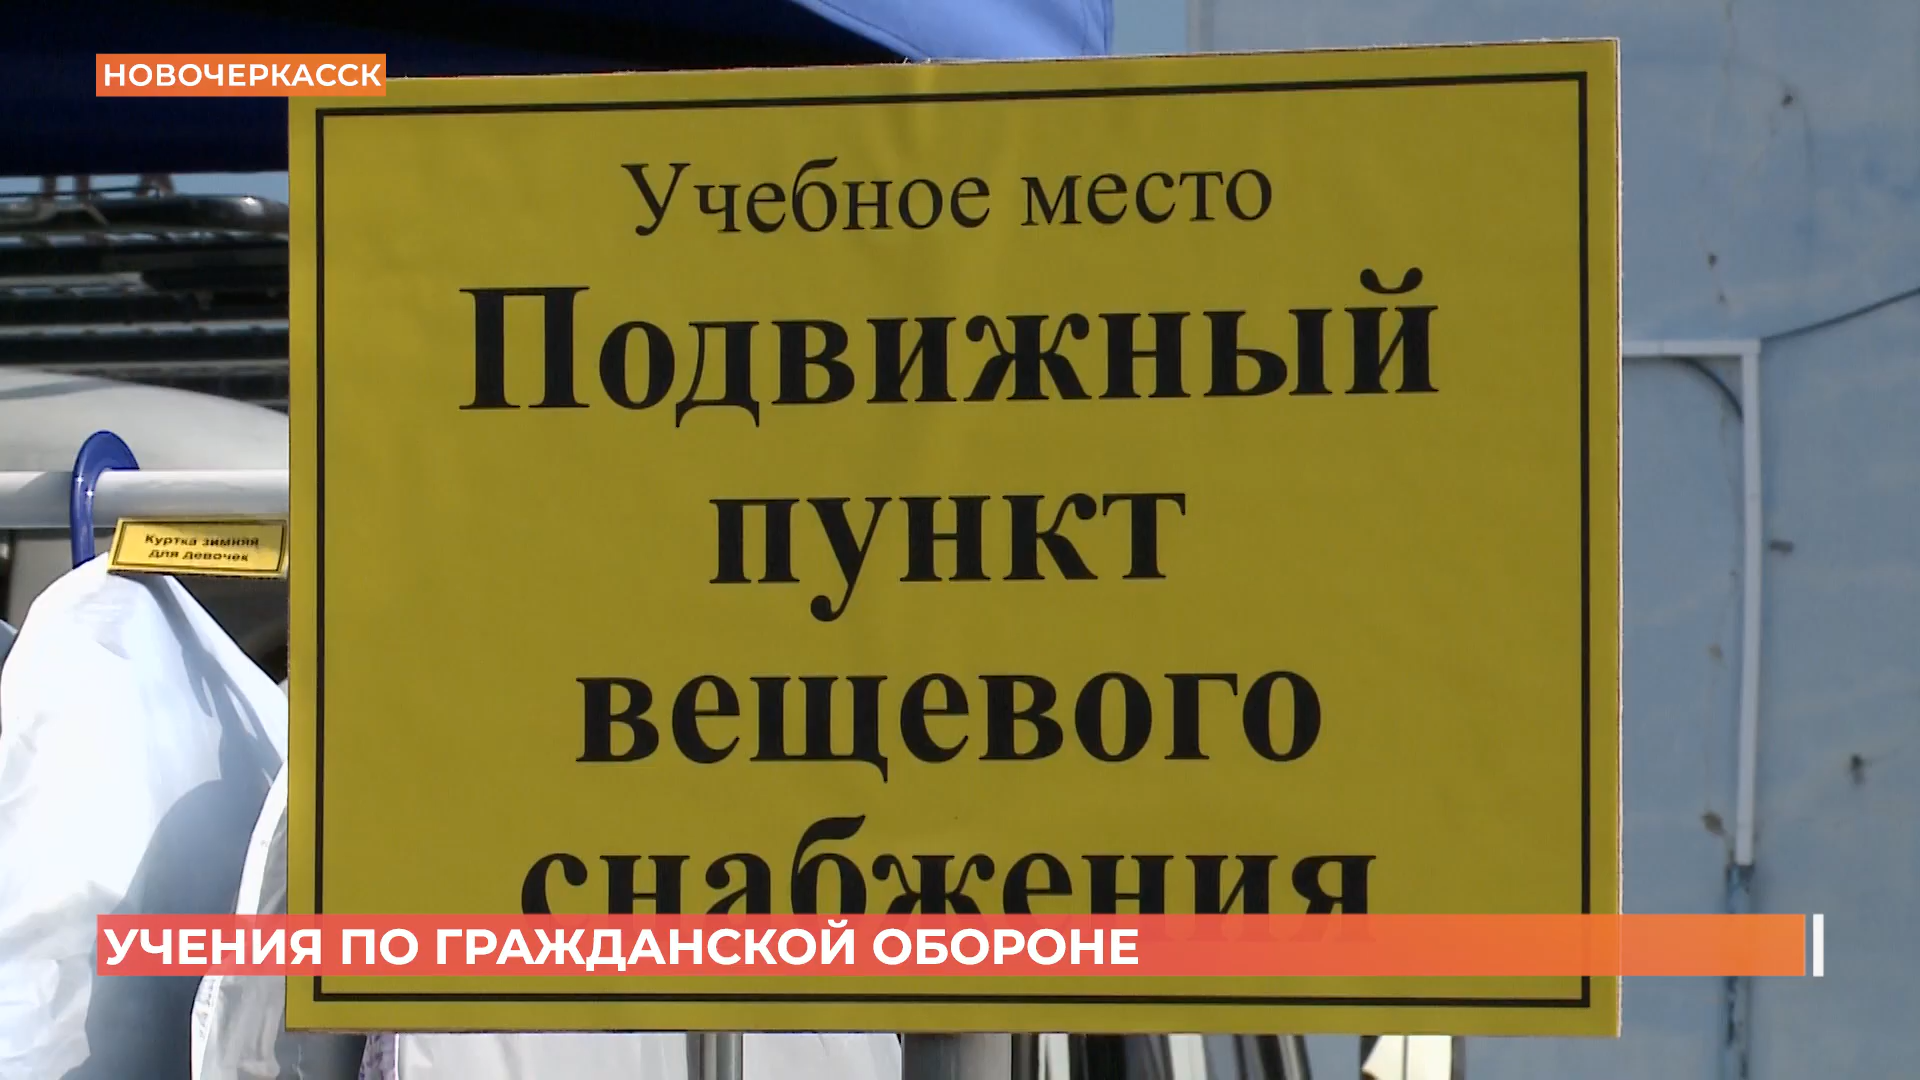 НОВОЧЕРКАССК
Учебное место
Подвижный
пункт
вещевого
снабжения
Куртка зимняя
для девочек
УЧЕНИЯ ПО ГРАЖДАНСКОЙ ОБОРОНЕ